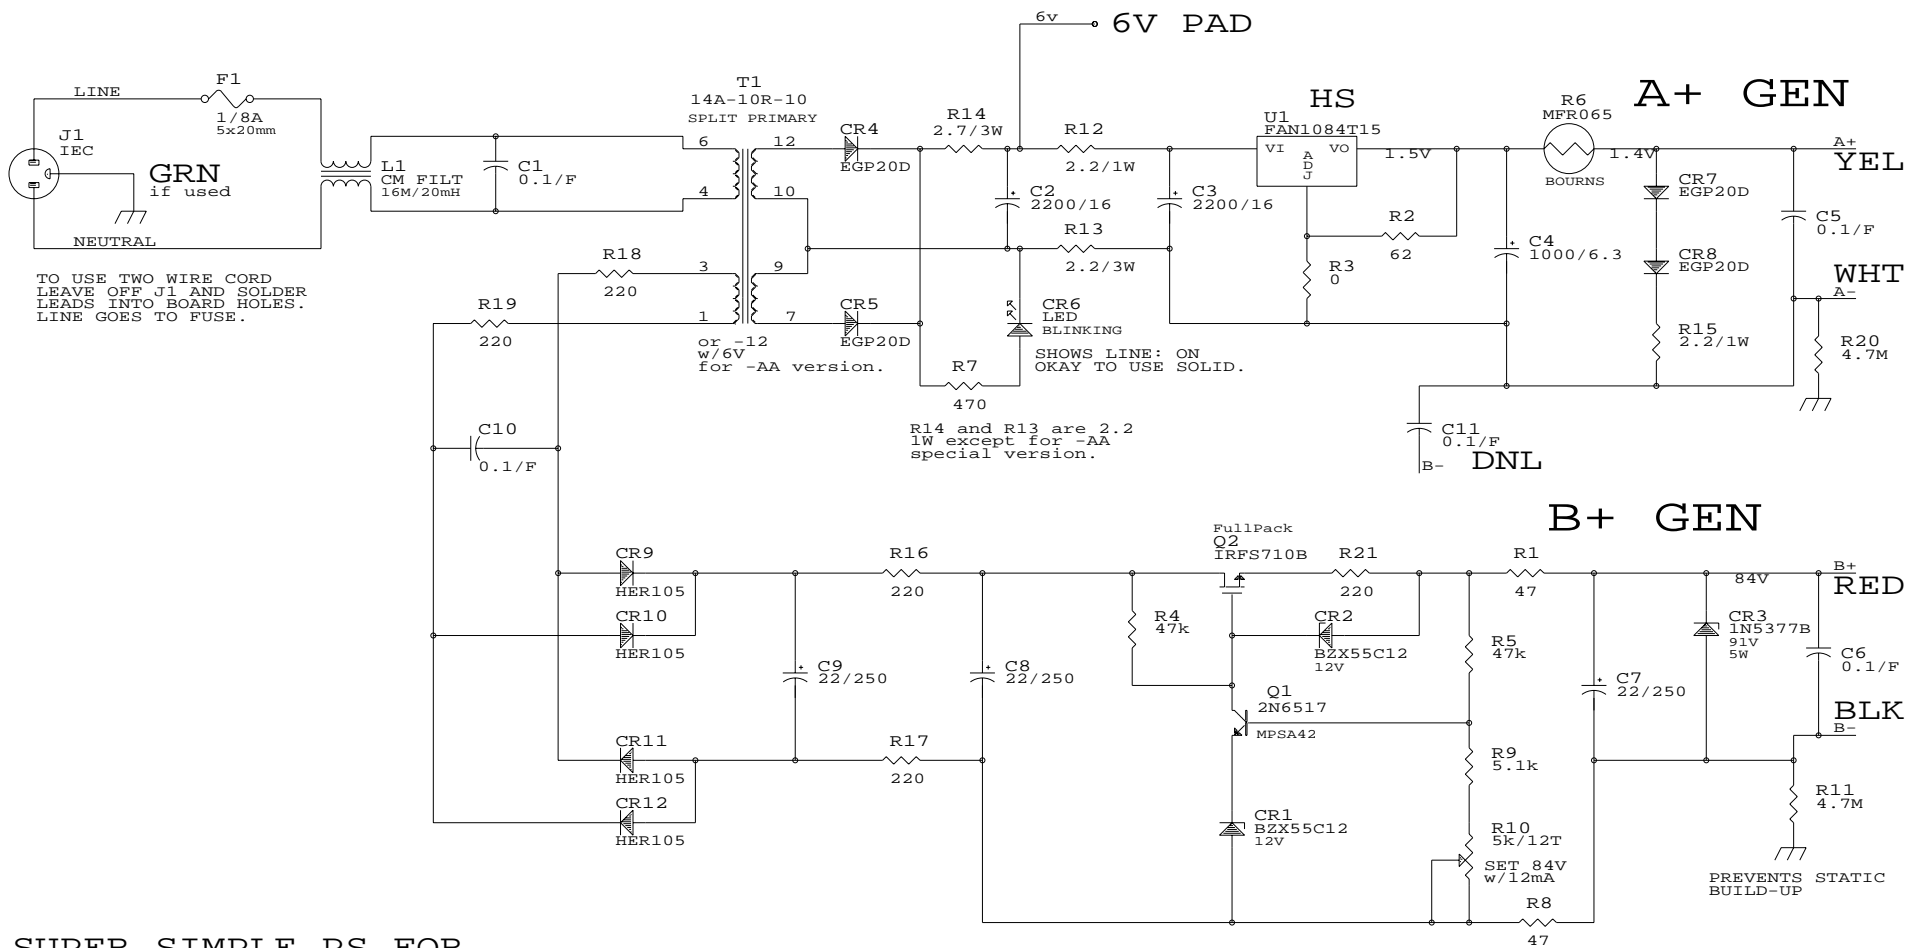 6v
6V PAD
F1
LINE
1/8A
5x20mm
J1
IEC
GRN
if used
L1
CM FILT
16M/20mH
C1
0.1/F
NEUTRAL
TO USE TWO WIRE CORD
LEAVE OFF J1 AND SOLDER
LEADS INTO BOARD HOLES.
LINE GOES TO FUSE.
T1
14A-10R-10
SPLIT PRIMARY
6
12
4
10
3
9
1
7
or -12
w/6V
for -AA version.
CR4
EGP20D
CR5
EGP20D
R14
2.7/3W
R12
2.2/1W
C2
2200/16
R13
2.2/3W
C3
2200/16
CR6
LED
BLINKING
SHOWS LINE: ON
OKAY TO USE SOLID.
R7
470
R14 and R13 are 2.2
1W except for -AA
special version.
HS
U1
FAN1084T15
VI
A
D
J
VO
1.5V
R2
62
R3
0
C4
1000/6.3
R6
MFR065
BOURNS
1.4V
A+ GEN
A+
YEL
CR7
EGP20D
CR8
EGP20D
R15
2.2/1W
C5
0.1/F
WHT
A-
R20
4.7M
C11
0.1/F
B-
DNL
R18
220
R19
220
C10
0.1/F
B+ GEN
CR9
HER105
CR10
HER105
CR11
HER105
CR12
HER105
R16
220
C9
22/250
C8
22/250
R17
220
FullPack
Q2
IRFS710B
R21
220
R1
47
R4
47k
CR2
BZX55C12
12V
Q1
2N6517
MPSA42
CR1
BZX55C12
12V
R5
47k
R9
5.1k
R10
5k/12T
SET 84V
w/12mA
R8
47
C7
22/250
84V
CR3
1N5377B
91V
5W
B+
RED
C6
0.1/F
BLK
B-
R11
4.7M
PREVENTS STATIC
BUILD-UP
SUPER SIMPLE PS FOR